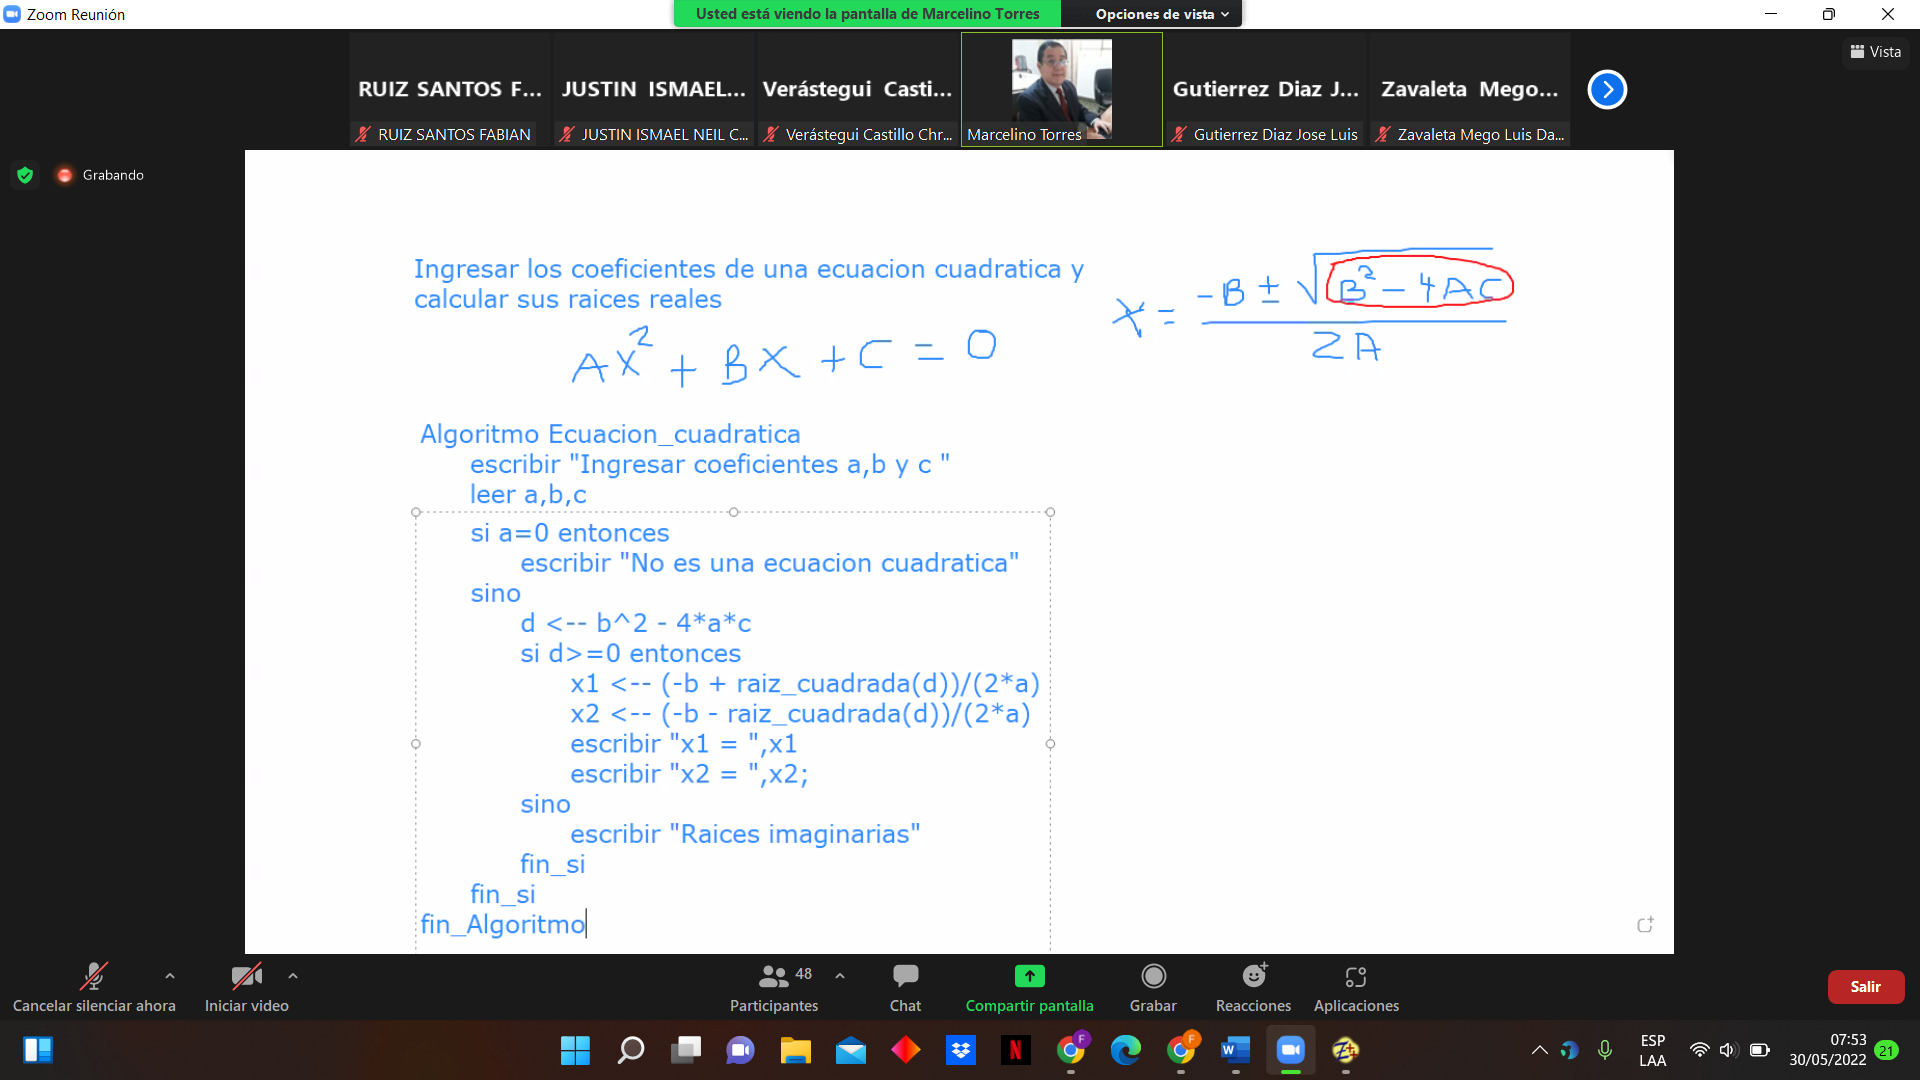 Zoom Reunión
Usted está viendo la pantalla de Marcelino Torres
Opciones de vista
Vista
RUIZ SANTOS F...
JUSTIN ISMAEL...
Verástegui Casti...
Gutierrez Diaz J...
Zavaleta Mego...
RUIZ SANTOS FABIAN
JUSTIN ISMAEL NEIL C...
Verástegui Castillo Chr...
Marcelino Torres
Gutierrez Diaz Jose Luis
Zavaleta Mego Luis Da...
Grabando
Ingresar los coeficientes de una ecuacion cuadratica y
calcular sus raices reales
AX² + BX + C = 0
X = (-B ± √(B² - 4AC)) / 2A
Algoritmo Ecuacion_cuadratica
escribir "Ingresar coeficientes a,b y c "
leer a,b,c
si a=0 entonces
escribir "No es una ecuacion cuadratica"
sino
d <-- b^2 - 4*a*c
si d>=0 entonces
x1 <-- (-b + raiz_cuadrada(d))/(2*a)
x2 <-- (-b - raiz_cuadrada(d))/(2*a)
escribir "x1 = ",x1
escribir "x2 = ",x2;
sino
escribir "Raices imaginarias"
fin_si
fin_si
fin_Algoritmo
Cancelar silenciar ahora
Iniciar video
48
Participantes
Chat
Compartir pantalla
Grabar
Reacciones
Aplicaciones
Salir
ESP
LAA
07:53
30/05/2022
21